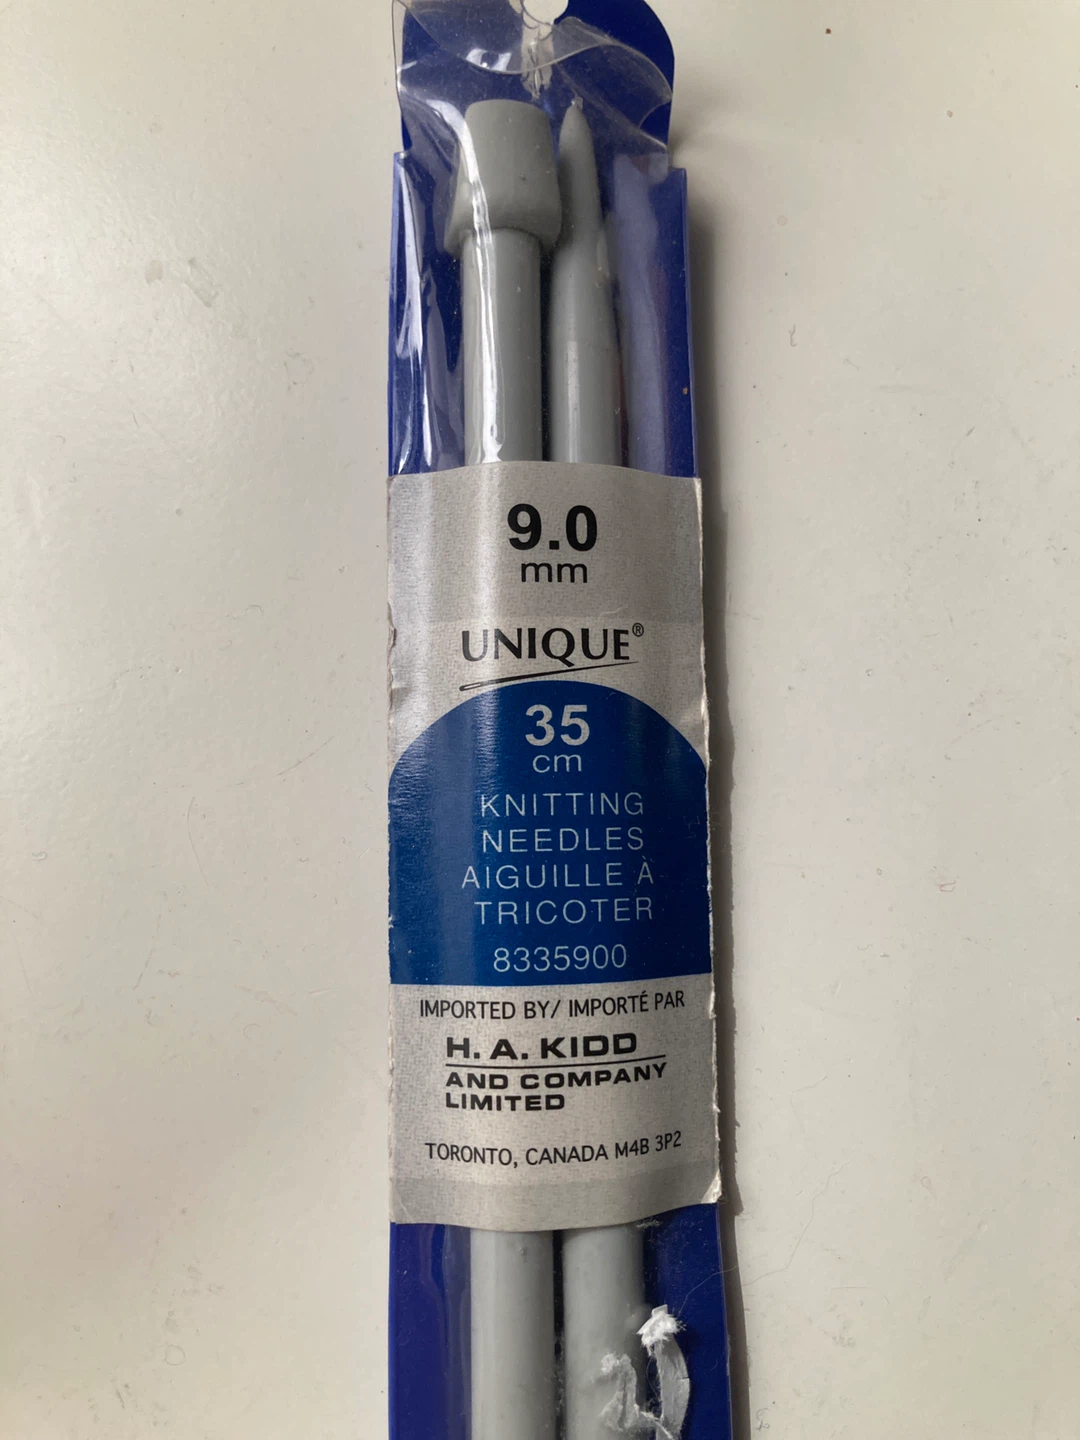 9.0
mm
UNIQUE®
35
cm
KNITTING
NEEDLES
AIGUILLE À
TRICOTER
8335900
IMPORTED BY/ IMPORTÉ PAR
H. A. KIDD
AND COMPANY
LIMITED
TORONTO, CANADA M4B 3P2